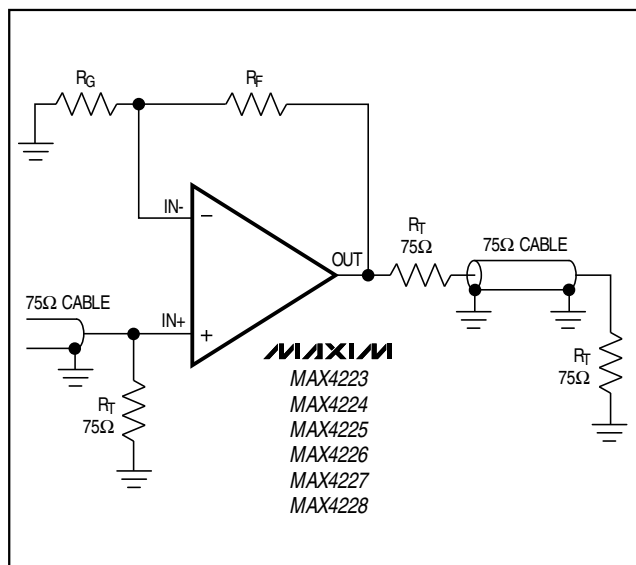 RG
RF
IN-
−
OUT
RT
75Ω
75Ω CABLE
75Ω CABLE
IN+
+
RT
75Ω
RT
75Ω
MAXIM
MAX4223
MAX4224
MAX4225
MAX4226
MAX4227
MAX4228